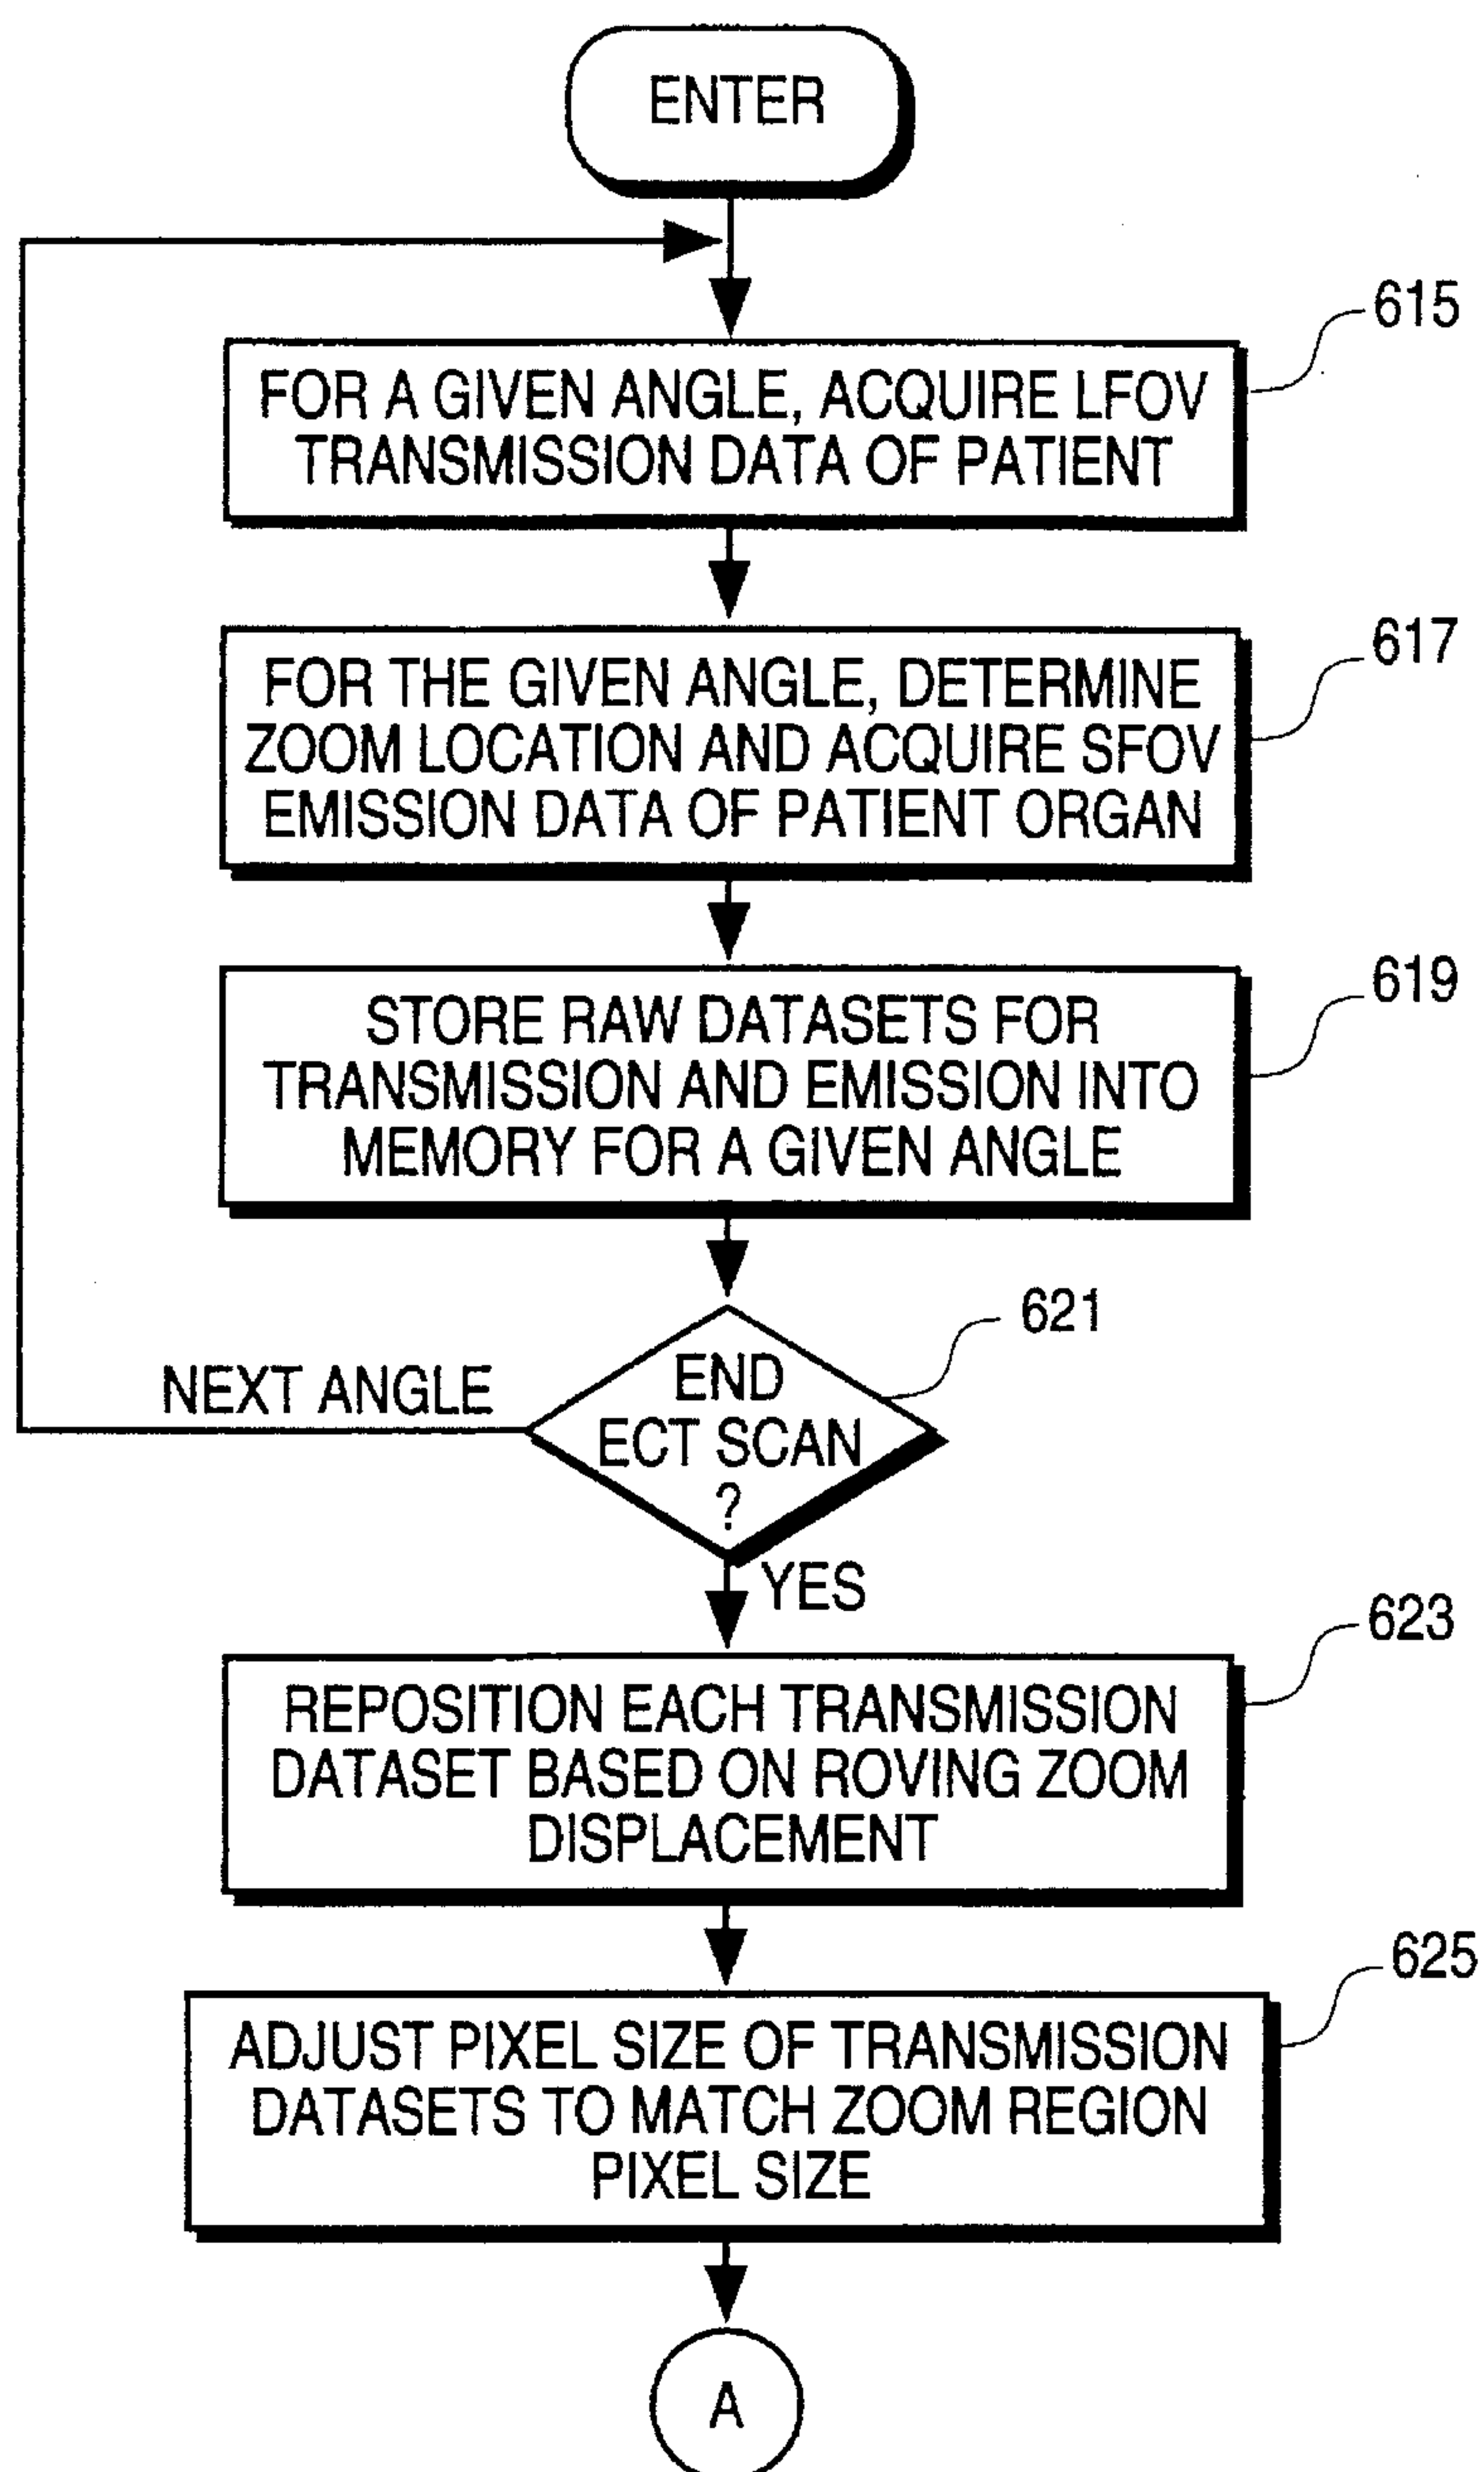 ENTER
615
FOR A GIVEN ANGLE, ACQUIRE LFOV
TRANSMISSION DATA OF PATIENT
617
FOR THE GIVEN ANGLE, DETERMINE
ZOOM LOCATION AND ACQUIRE SFOV
EMISSION DATA OF PATIENT ORGAN
619
STORE RAW DATASETS FOR
TRANSMISSION AND EMISSION INTO
MEMORY FOR A GIVEN ANGLE
621
NEXT ANGLE
END
ECT SCAN
?
YES
623
REPOSITION EACH TRANSMISSION
DATASET BASED ON ROVING ZOOM
DISPLACEMENT
625
ADJUST PIXEL SIZE OF TRANSMISSION
DATASETS TO MATCH ZOOM REGION
PIXEL SIZE
A